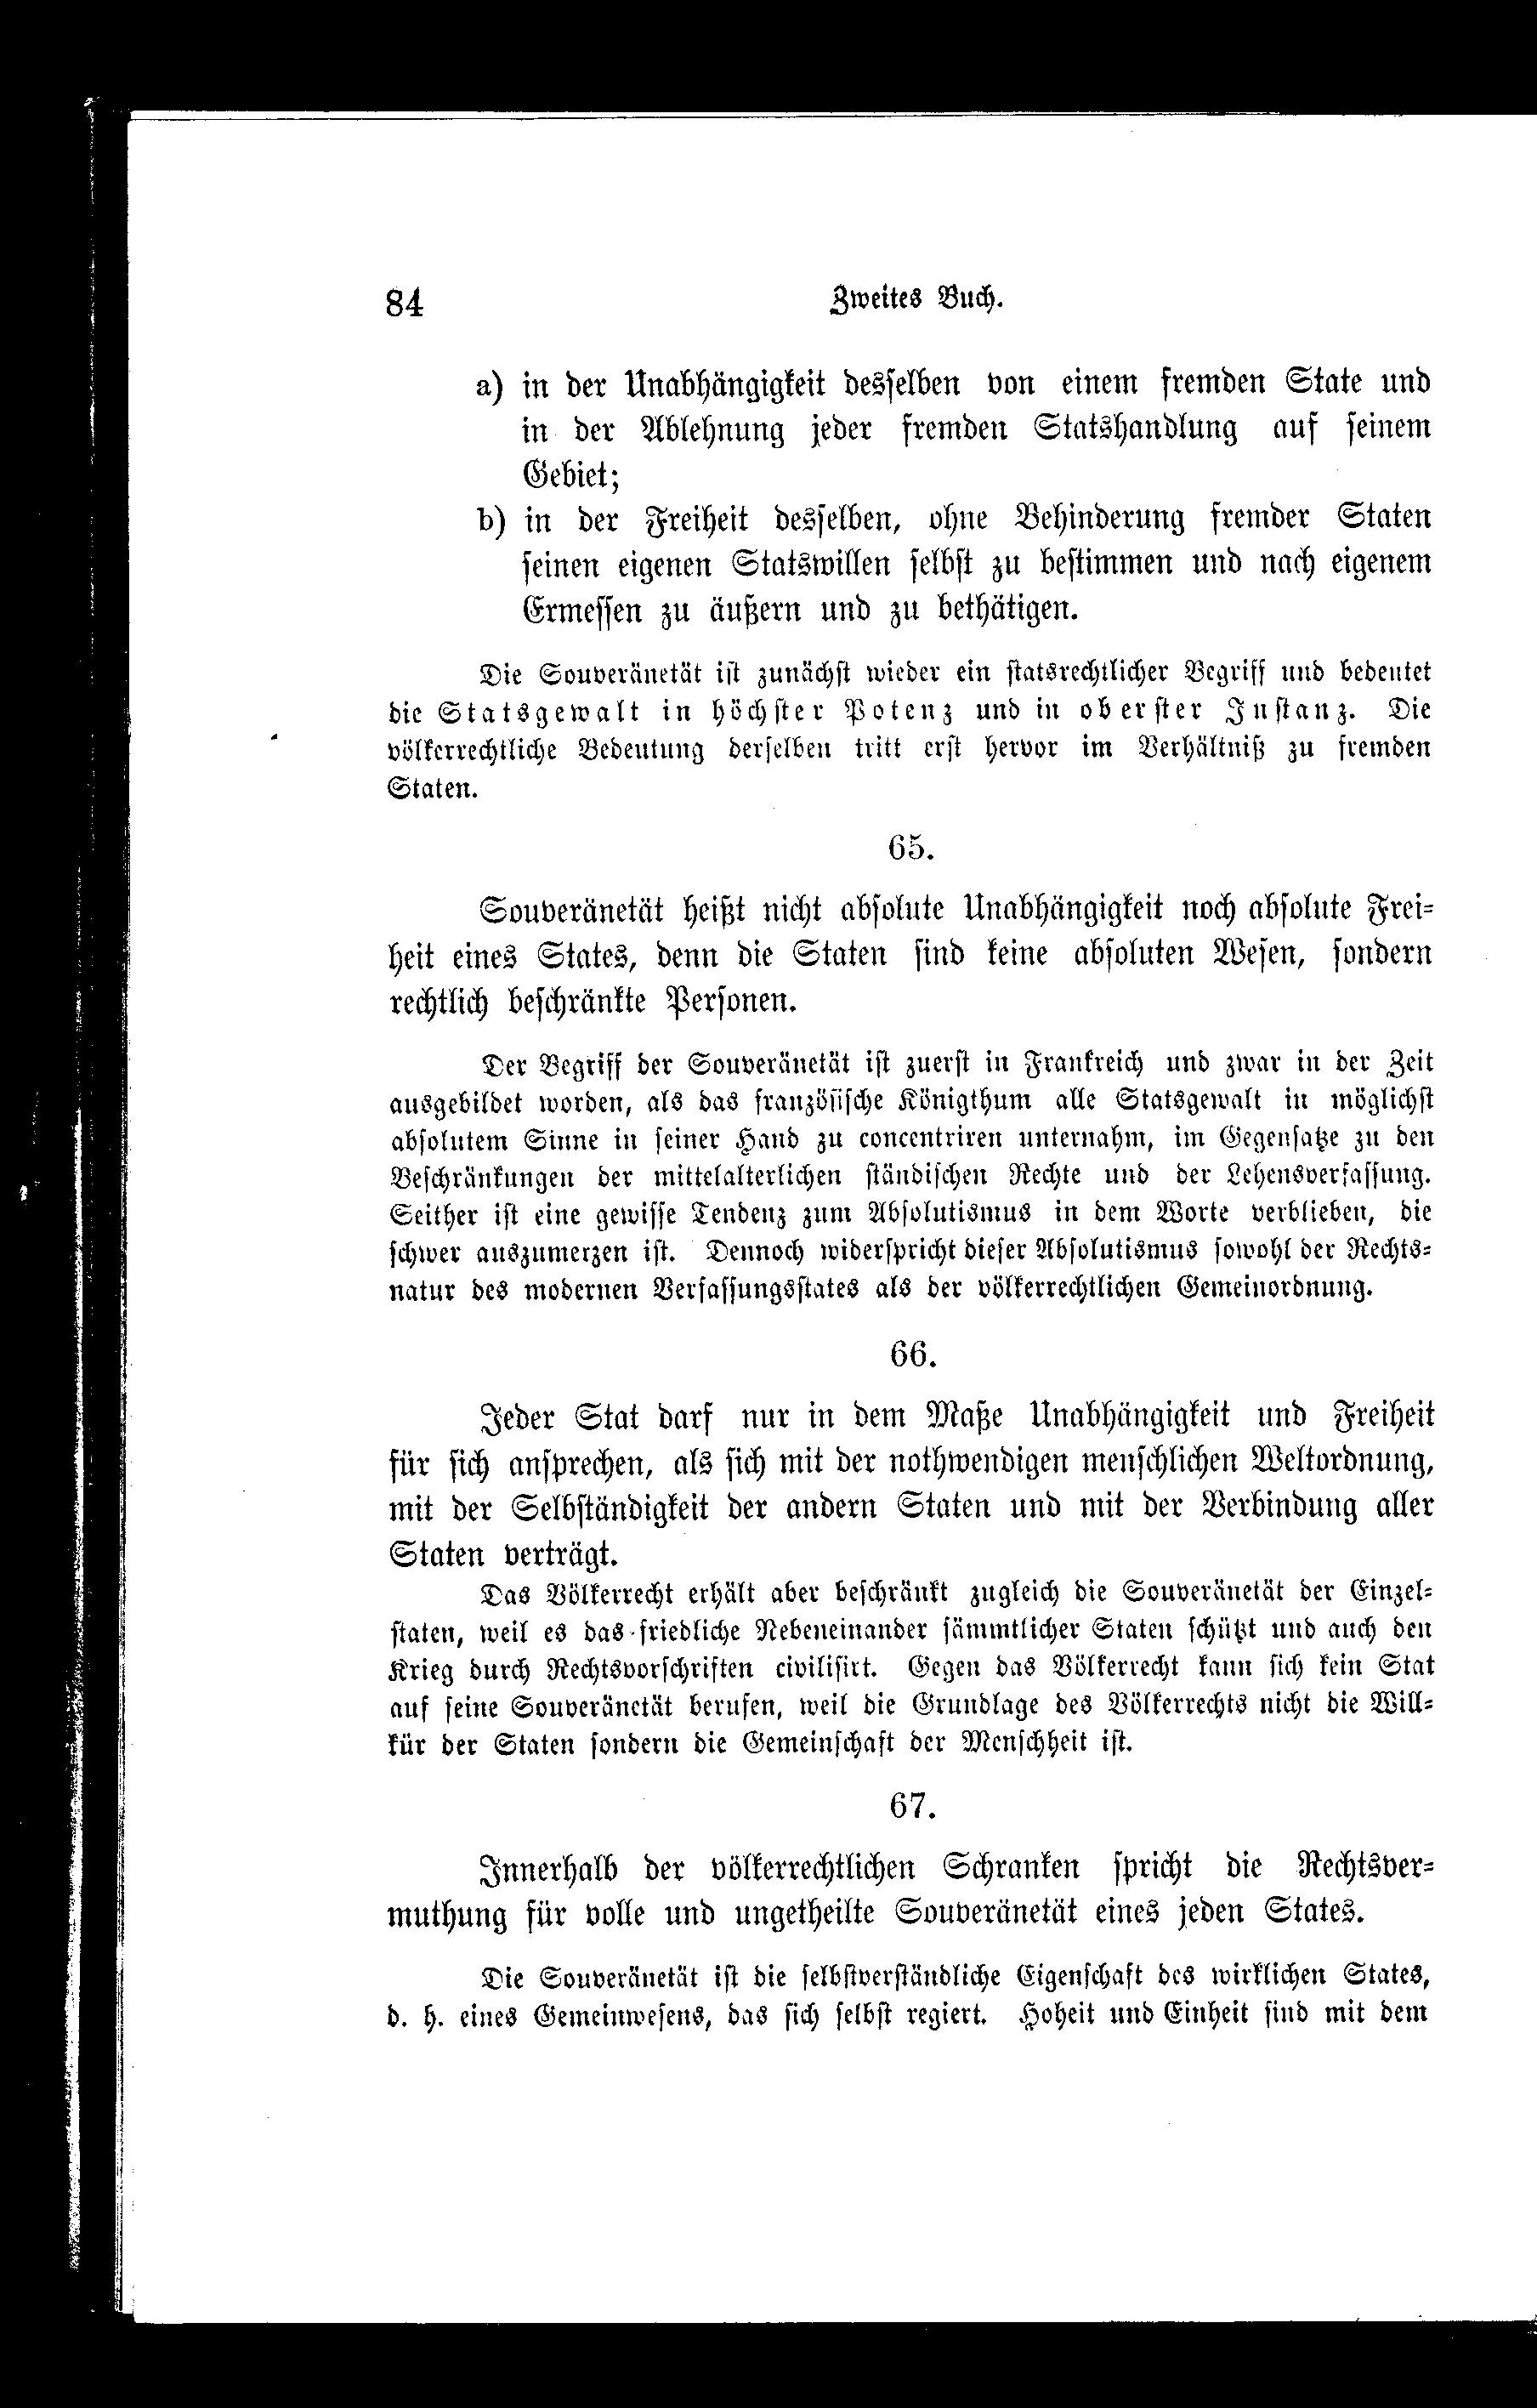 84
Zweites Buch.
a) in der Unabhängigkeit desselben von einem fremden State und
in der Ablehnung jeder fremden Statshandlung auf seinem
Gebiet;
b) in der Freiheit desselben, ohne Behinderung fremder Staten
seinen eigenen Statswillen selbst zu bestimmen und nach eigenem
Ermessen zu äußern und zu bethätigen.
Die Souveränetät ist zunächst wieder ein statsrechtlicher Begriff und bedeutet
die Statsgewalt in höchster Potenz und in oberster Instanz. Die
völkerrechtliche Bedeutung derselben tritt erst hervor im Verhältniß zu fremden
Staten.
65.
Souveränetät heißt nicht absolute Unabhängigkeit noch absolute Frei-
heit eines States, denn die Staten sind keine absoluten Wesen, sondern
rechtlich beschränkte Personen.
Der Begriff der Souveränetät ist zuerst in Frankreich und zwar in der Zeit
ausgebildet worden, als das französische Königthum alle Statsgewalt in möglichst
absolutem Sinne in seiner Hand zu concentriren unternahm, im Gegensatze zu den
Beschränkungen der mittelalterlichen ständischen Rechte und der Lehensverfassung.
Seither ist eine gewisse Tendenz zum Absolutismus in dem Worte verblieben, die
schwer auszumerzen ist. Dennoch widerspricht dieser Absolutismus sowohl der Rechts-
natur des modernen Verfassungsstates als der völkerrechtlichen Gemeinordnung.
66.
Jeder Stat darf nur in dem Maße Unabhängigkeit und Freiheit
für sich ansprechen, als sich mit der nothwendigen menschlichen Weltordnung,
mit der Selbständigkeit der andern Staten und mit der Verbindung aller
Staten verträgt.
Das Völkerrecht erhält aber beschränkt zugleich die Souveränetät der Einzel-
staten, weil es das friedliche Nebeneinander sämmtlicher Staten schützt und auch den
Krieg durch Rechtsvorschriften civilisirt. Gegen das Völkerrecht kann sich kein Stat
auf seine Souveränetät berufen, weil die Grundlage des Völkerrechts nicht die Will-
kür der Staten sondern die Gemeinschaft der Menschheit ist.
67.
Innerhalb der völkerrechtlichen Schranken spricht die Rechtsver-
muthung für volle und ungetheilte Souveränetät eines jeden States.
Die Souveränetät ist die selbstverständliche Eigenschaft des wirklichen States,
d. h. eines Gemeinwesens, das sich selbst regiert. Hoheit und Einheit sind mit dem